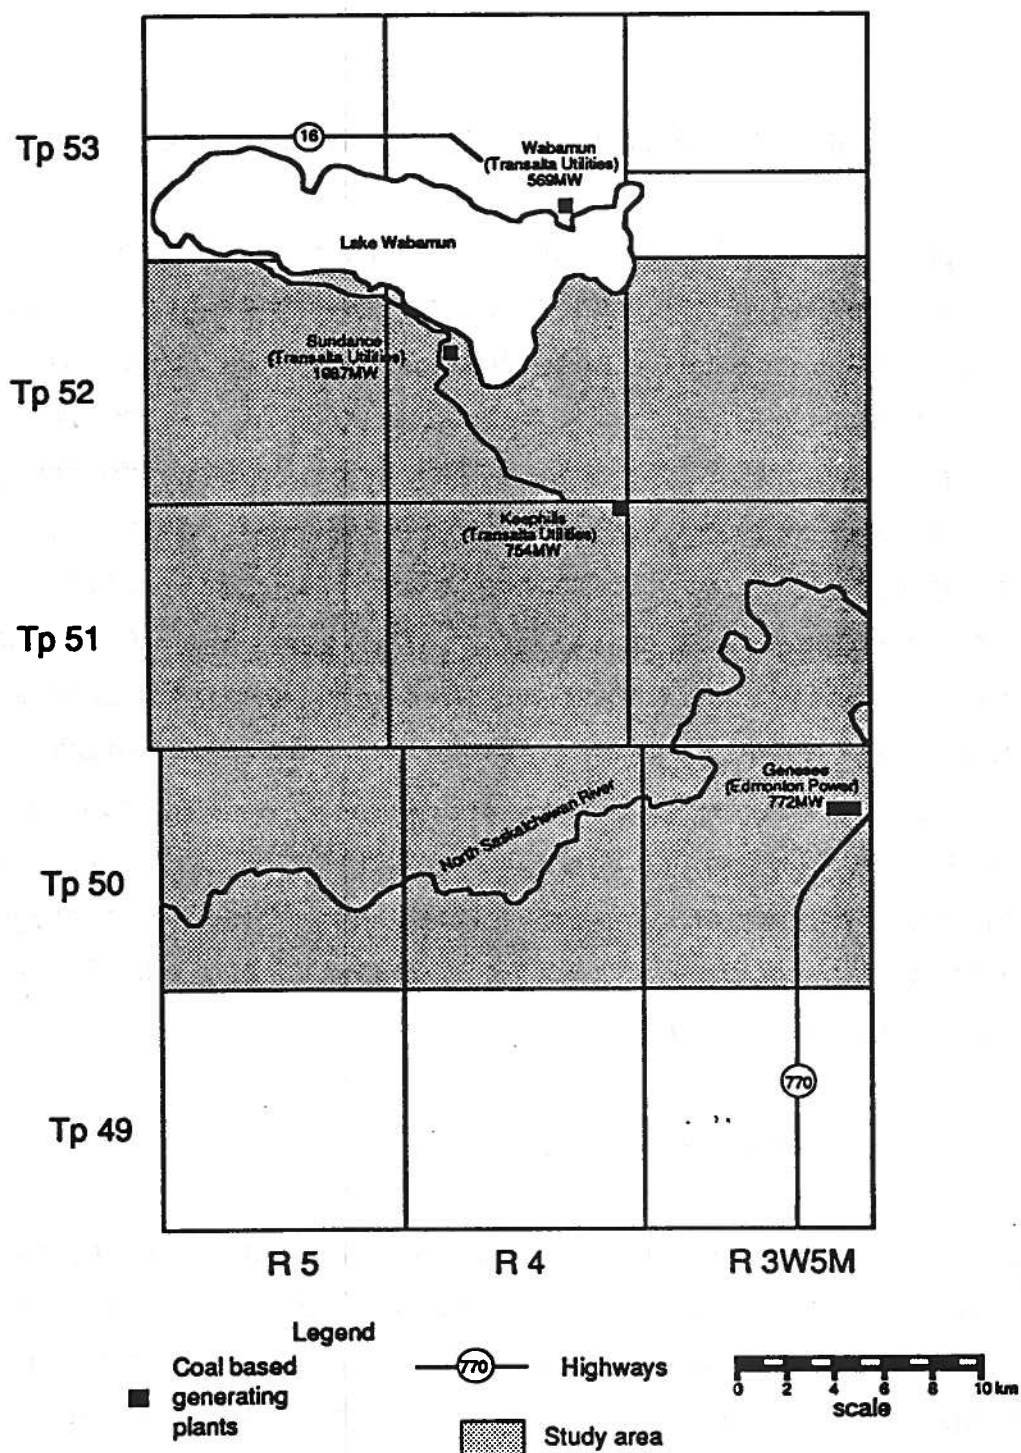 Tp 53
16
Wabamun
(Transalta Utilities)
569MW
Lake Wabamun
Sundance
(Transalta Utilities)
1987MW
Tp 52
Keephills
(Transalta Utilities)
754MW
Tp 51
Genesee
(Edmonton Power)
772MW
North Saskatchewan River
Tp 50
770
Tp 49
R 5
R 4
R 3W5M
Legend
Coal based
generating
plants
770
Highways
0 2 4 6 8 10 km
scale
Study area